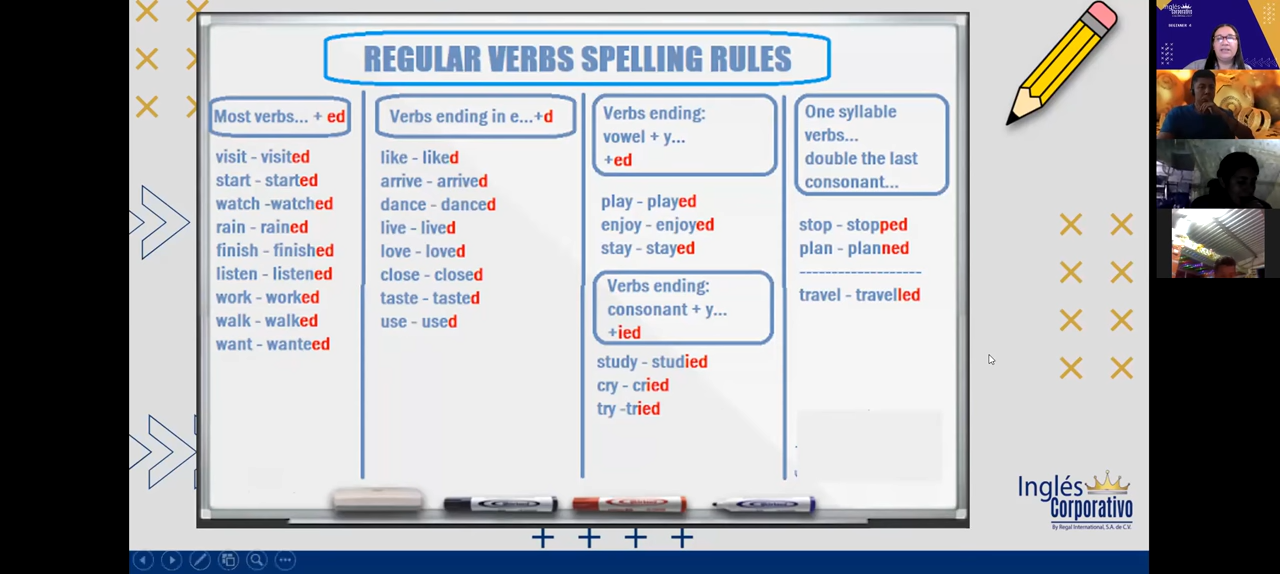 REGULAR VERBS SPELLING RULES
Most verbs... + ed
visit - visited
start - started
watch -watched
rain - rained
finish - finished
listen - listened
work - worked
walk - walked
want - wanteed
Verbs ending in e...+d
like - liked
arrive - arrived
dance - danced
live - lived
love - loved
close - closed
taste - tasted
use - used
Verbs ending:
vowel + y...
+ed
play - played
enjoy - enjoyed
stay - stayed
Verbs ending:
consonant + y...
+ied
study - studied
cry - cried
try -tried
One syllable
verbs...
double the last
consonant...
stop - stopped
plan - planned
-------------------
travel - travelled
Inglés
Corporativo
By Regal International, S.A. de C.V.
Inglés
Corporativo
BEGINNER 4